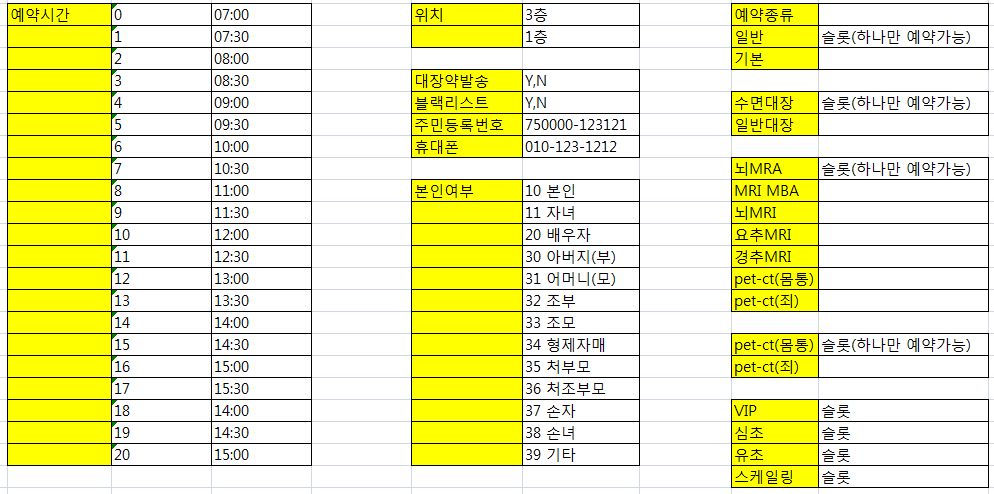 예약시간 0 07:00
1 07:30
2 08:00
3 08:30
4 09:00
5 09:30
6 10:00
7 10:30
8 11:00
9 11:30
10 12:00
11 12:30
12 13:00
13 13:30
14 14:00
15 14:30
16 15:00
17 15:30
18 14:00
19 14:30
20 15:00
위치 3층
1층
대장약발송 Y,N
블랙리스트 Y,N
주민등록번호 750000-123121
휴대폰 010-123-1212
본인여부 10 본인
11 자녀
20 배우자
30 아버지(부)
31 어머니(모)
32 조부
33 조모
34 형제자매
35 처부모
36 처조부모
37 손자
38 손녀
39 기타
예약종류
일반 슬롯(하나만 예약가능)
기본
수면대장 슬롯(하나만 예약가능)
일반대장
뇌MRA 슬롯(하나만 예약가능)
MRI MBA
뇌MRI
요추MRI
경추MRI
pet-ct(몸통)
pet-ct(죄)
pet-ct(몸통) 슬롯(하나만 예약가능)
pet-ct(죄)
VIP 슬롯
심초 슬롯
유초 슬롯
스케일링 슬롯